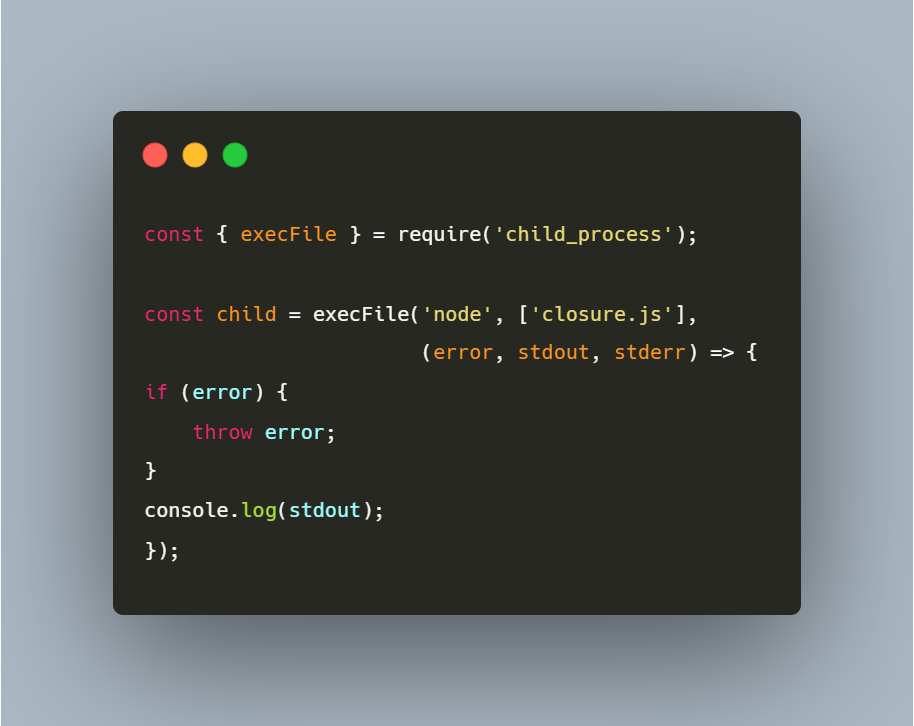 const { execFile } = require('child_process');
const child = execFile('node', ['closure.js'],
(error, stdout, stderr) => {
if (error) {
throw error;
}
console.log(stdout);
});